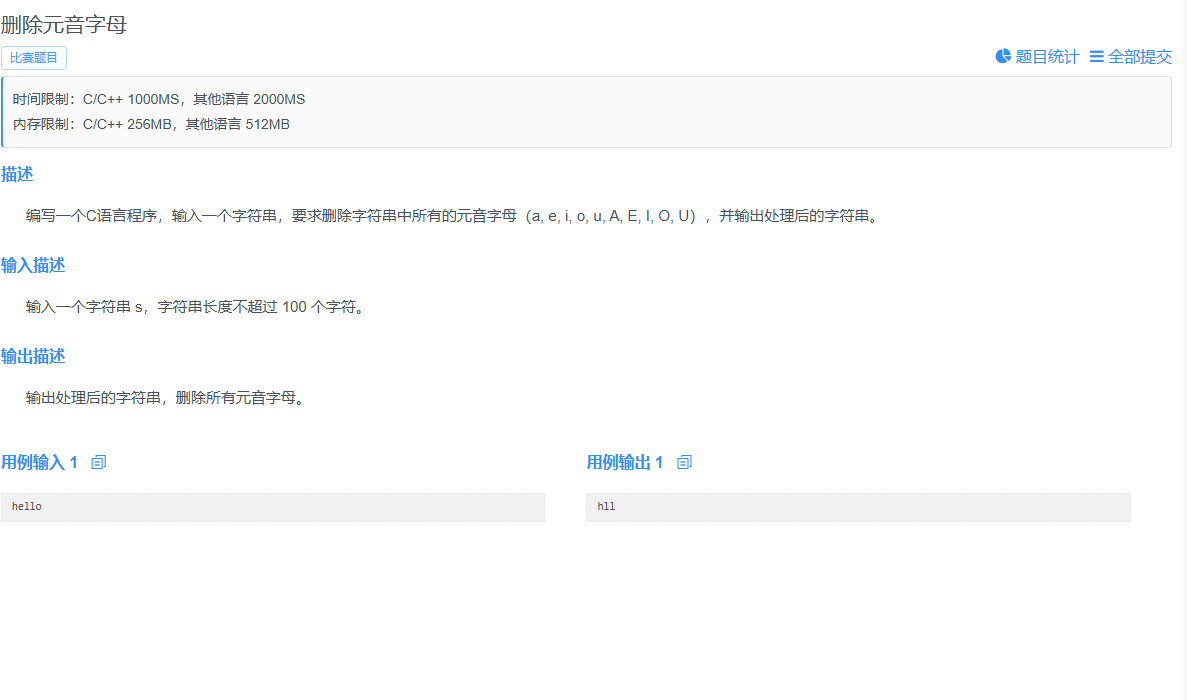 删除元音字母
比赛题目
题目统计 全部提交
时间限制：C/C++ 1000MS，其他语言 2000MS
内存限制：C/C++ 256MB，其他语言 512MB
描述
编写一个C语言程序，输入一个字符串，要求删除字符串中所有的元音字母（a, e, i, o, u, A, E, I, O, U），并输出处理后的字符串。
输入描述
输入一个字符串 s，字符串长度不超过 100 个字符。
输出描述
输出处理后的字符串，删除所有元音字母。
用例输入 1
hello
用例输出 1
hll